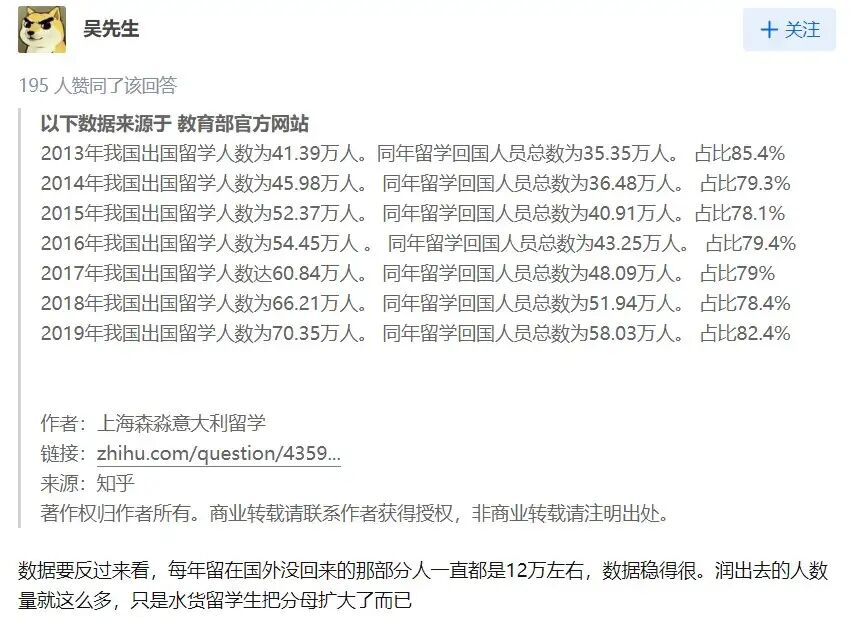 吴先生
＋ 关注
195 人赞同了该回答
以下数据来源于 教育部官方网站
2013年我国出国留学人数为41.39万人。同年留学回国人员总数为35.35万人。 占比85.4%
2014年我国出国留学人数为45.98万人。 同年留学回国人员总数为36.48万人。 占比79.3%
2015年我国出国留学人数为52.37万人。 同年留学回国人员总数为40.91万人。占比78.1%
2016年我国出国留学人数为54.45万人 。 同年留学回国人员总数为43.25万人。 占比79.4%
2017年我国出国留学人数达60.84万人。 同年留学回国人员总数为48.09万人。 占比79%
2018年我国出国留学人数为66.21万人。 同年留学回国人员总数为51.94万人。 占比78.4%
2019年我国出国留学人数为70.35万人。 同年留学回国人员总数为58.03万人。 占比82.4%
作者：上海森淼意大利留学
链接：zhihu.com/question/4359...
来源：知乎
著作权归作者所有。商业转载请联系作者获得授权，非商业转载请注明出处。
数据要反过来看，每年留在国外没回来的那部分人一直都是12万左右，数据稳得很。润出去的人数
量就这么多，只是水货留学生把分母扩大了而已